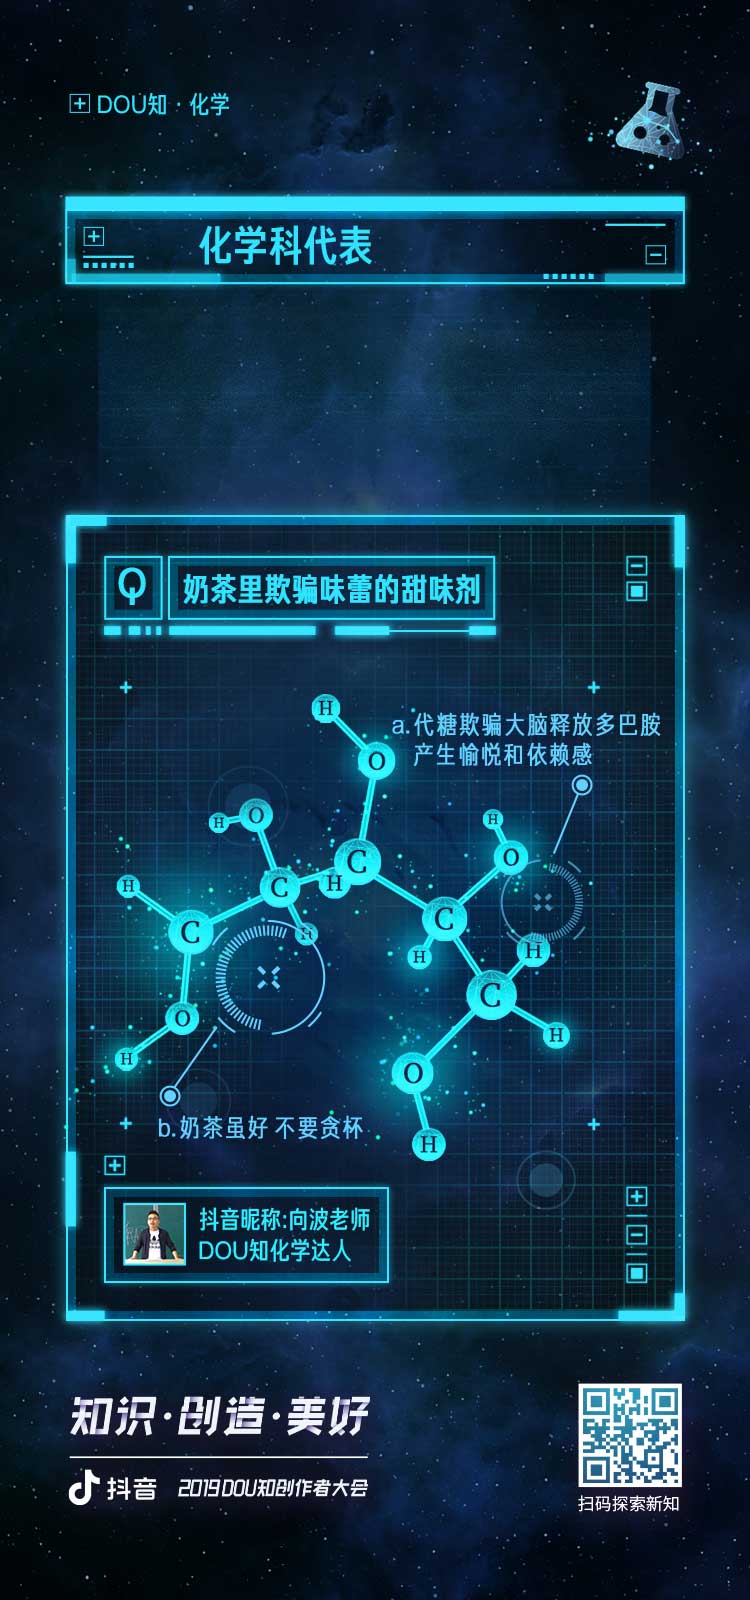 DOU知·化学
化学科代表
Q
奶茶里欺骗味蕾的甜味剂
H
O
a.代糖欺骗大脑释放多巴胺
产生愉悦和依赖感
H
O
H
O
H
C
H
C
H
C
H
C
H
H
C
O
H
H
O
H
H
b.奶茶虽好 不要贪杯
抖音昵称:向波老师
DOU知化学达人
知识·创造·美好
抖音 2019DOU知创作者大会
扫码探索新知